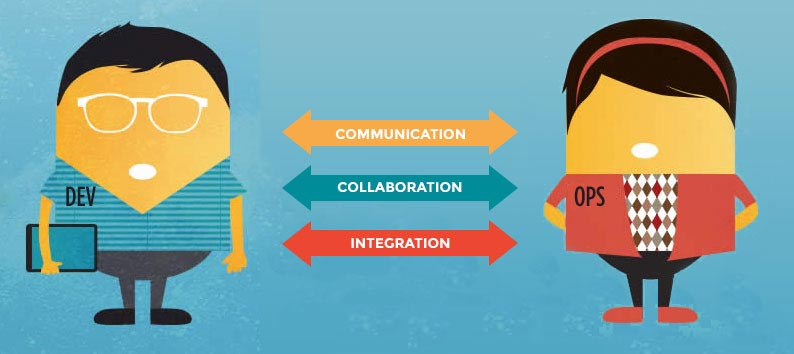 COMMUNICATION
DEV
COLLABORATION
OPS
INTEGRATION